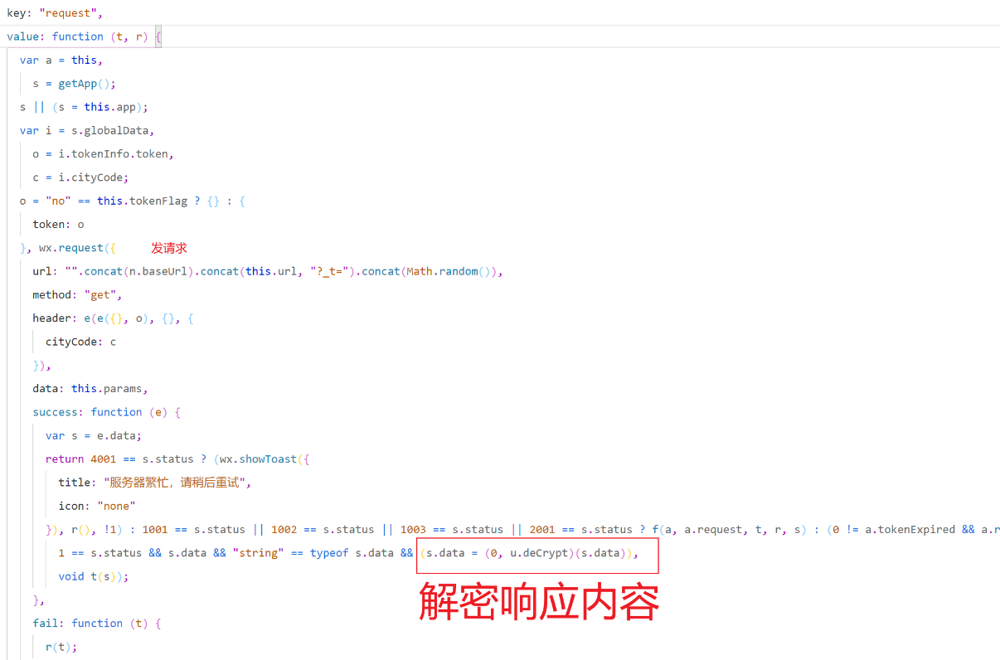 key: "request",
value: function (t, r) {
var a = this,
s = getApp();
s || (s = this.app);
var i = s.globalData,
o = i.tokenInfo.token,
c = i.cityCode;
o = "no" == this.tokenFlag ? {} : {
token: o
}, wx.request({ 发请求
url: "".concat(n.baseUrl).concat(this.url, "?_t=").concat(Math.random()),
method: "get",
header: e(e({}, o), {}, {
cityCode: c
}),
data: this.params,
success: function (e) {
var s = e.data;
return 4001 == s.status ? (wx.showToast({
title: "服务器繁忙，请稍后重试",
icon: "none"
}), r(), !1) : 1001 == s.status || 1002 == s.status || 1003 == s.status || 2001 == s.status ? f(a, a.request, t, r, s) : (0 != a.tokenExpired && a.r
1 == s.status && s.data && "string" == typeof s.data && (s.data = (0, u.deCrypt)(s.data)),
void t(s));
解密响应内容
},
fail: function (t) {
r(t);